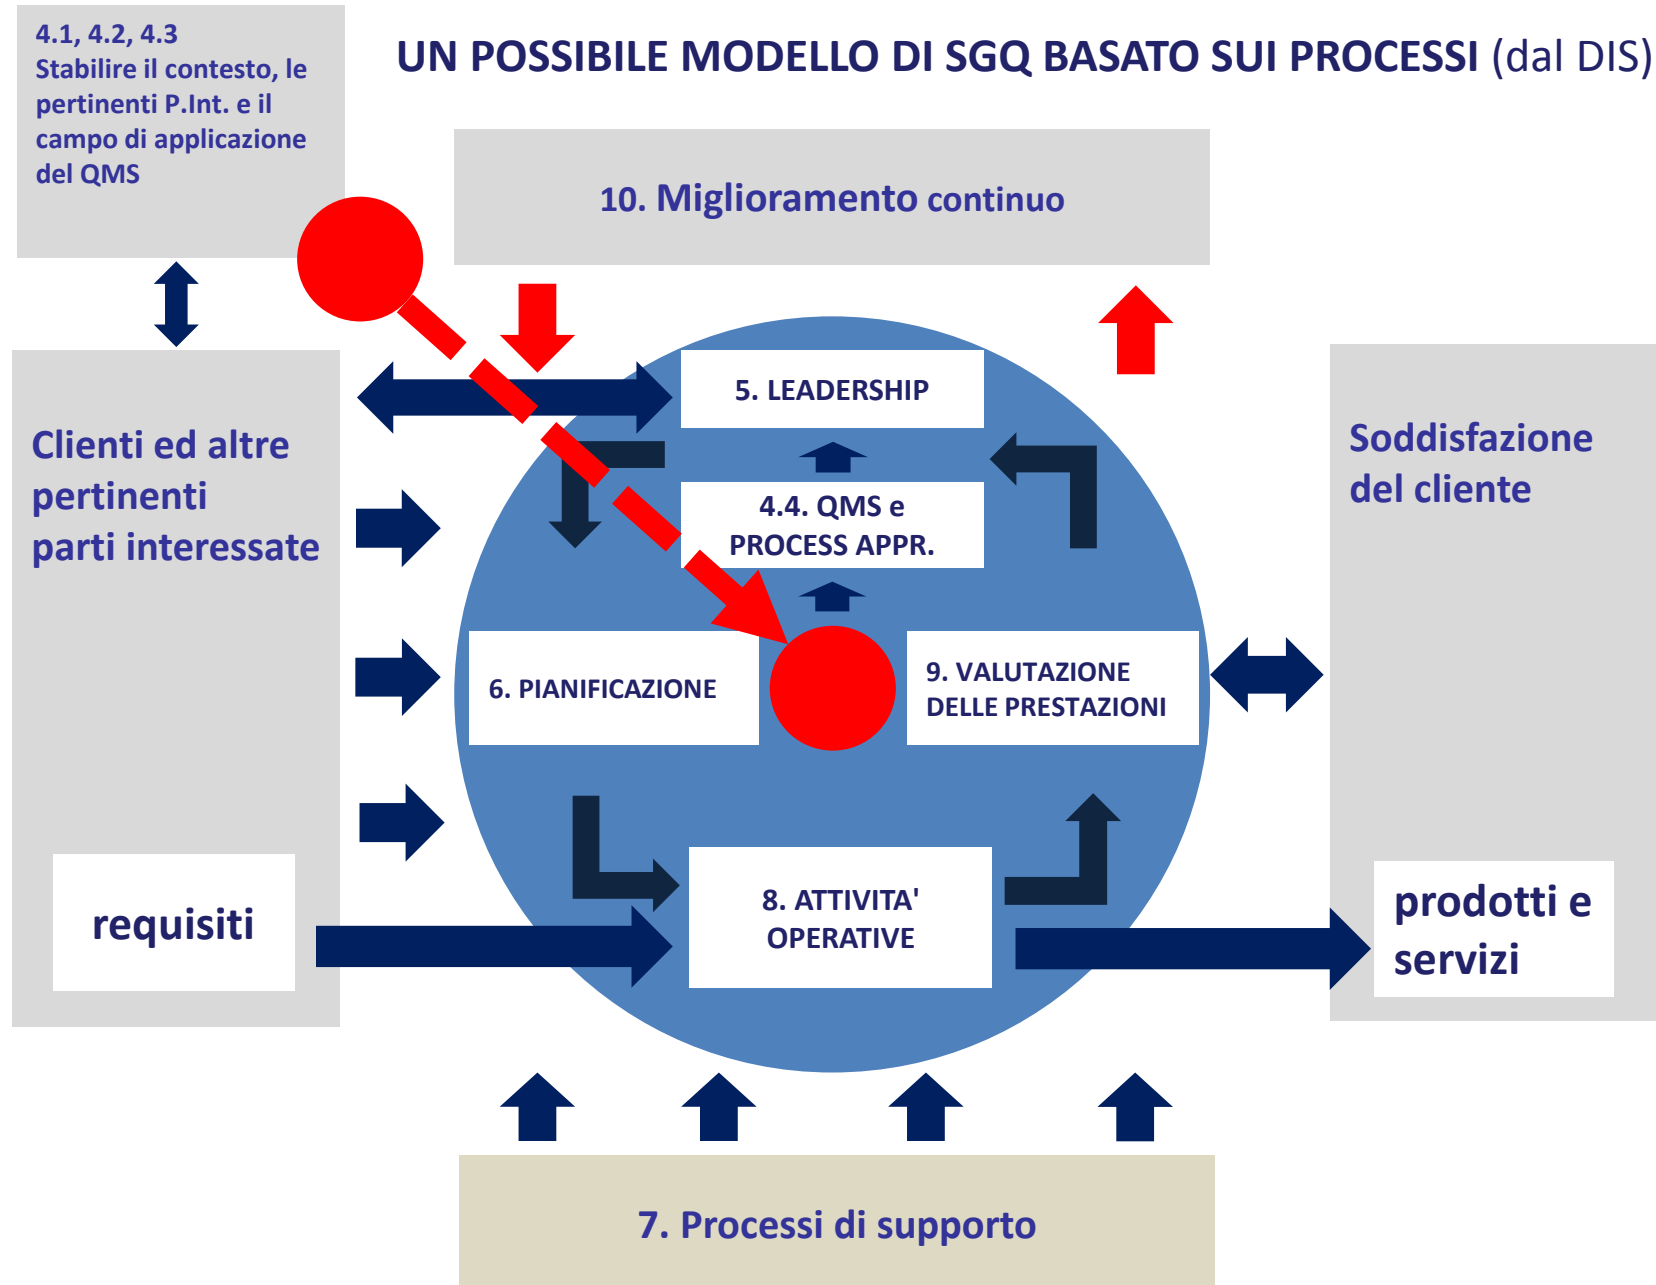 4.1, 4.2, 4.3
Stabilire il contesto, le
pertinenti P.Int. e il
campo di applicazione
del QMS
UN POSSIBILE MODELLO DI SGQ BASATO SUI PROCESSI (dal DIS)
10. Miglioramento continuo
5. LEADERSHIP
Clienti ed altre
pertinenti
parti interessate
Soddisfazione
del cliente
4.4. QMS e
PROCESS APPR.
6. PIANIFICAZIONE
9. VALUTAZIONE
DELLE PRESTAZIONI
requisiti
8. ATTIVITA'
OPERATIVE
prodotti e
servizi
7. Processi di supporto